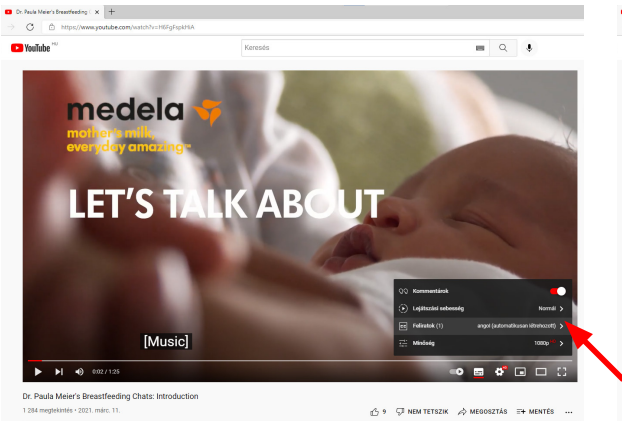 Dr. Paula Meier's Breastfeeding
https://www.youtube.com/watch?v=H6FgFspkHiA
YouTube HU
Keresés
medela
mother's milk,
everyday amazing™
LET'S TALK ABOUT
Kommentárok
Lejátszási sebesség Normál
Feliratok (1) angol (automatikusan létrehozott)
Minőség 1080p
[Music]
0:02 / 1:25
Dr. Paula Meier's Breastfeeding Chats: Introduction
1 284 megtekintés • 2021. márc. 11.
9 NEM TETSZIK MEGOSZTÁS MENTÉS ...